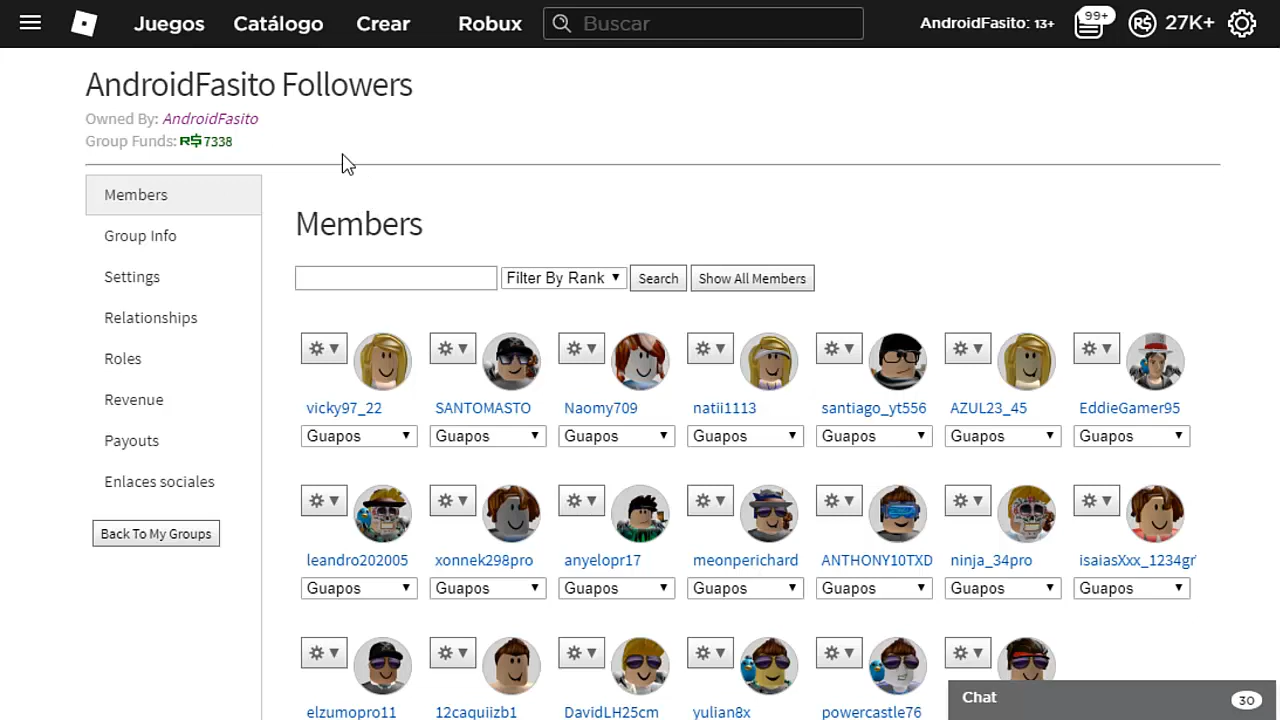 Juegos Catálogo Crear Robux Buscar AndroidFasito: 13+ 99+ R$ 27K+
AndroidFasito Followers
Owned By: AndroidFasito
Group Funds: R$ 7338
Members
Group Info
Settings
Relationships
Roles
Revenue
Payouts
Enlaces sociales
Back To My Groups
Members
Filter By Rank ▼ Search Show All Members
vicky97_22 SANTOMASTO Naomy709 natii1113 santiago_yt556 AZUL23_45 EddieGamer95
Guapos Guapos Guapos Guapos Guapos Guapos Guapos
leandro202005 xonnek298pro anyelopr17 meonperichard ANTHONY10TXD ninja_34pro isaiasXxx_1234gr
Guapos Guapos Guapos Guapos Guapos Guapos Guapos
elzumopro11 12caquiizb1 DavidLH25cm yulian8x powercastle76
Chat 30